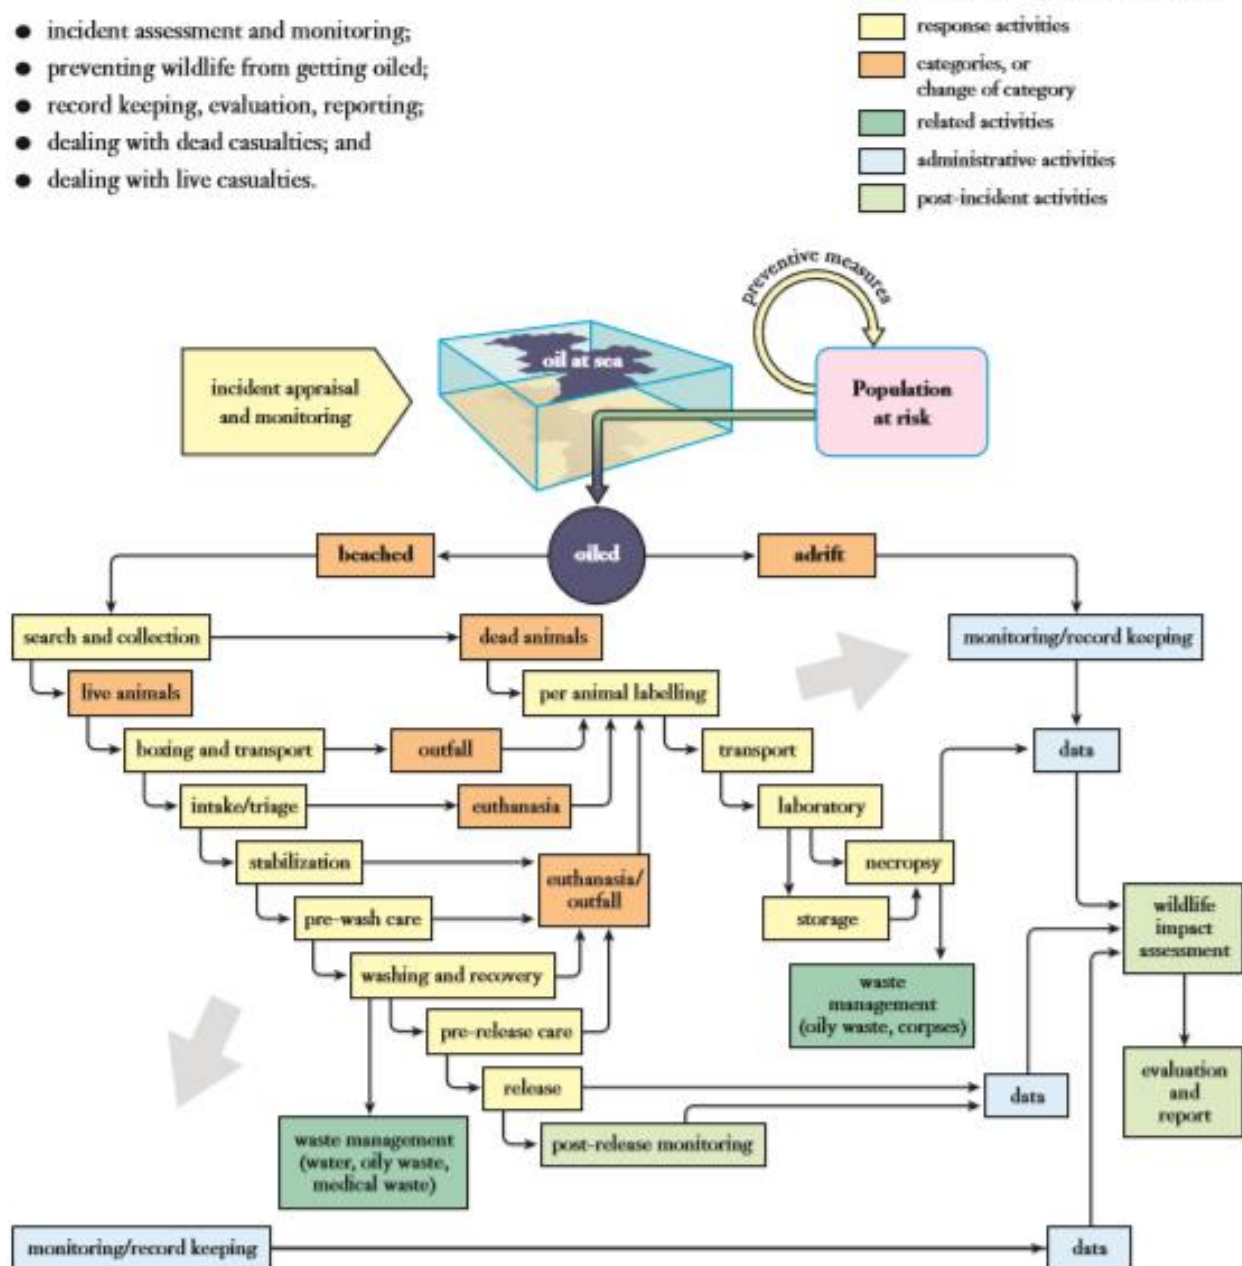 ● incident assessment and monitoring;
● preventing wildlife from getting oiled;
● record keeping, evaluation, reporting;
● dealing with dead casualties; and
● dealing with live casualties.
response activities
categories, or
change of category
related activities
administrative activities
post-incident activities
preventive measures
oil at sea
incident appraisal
and monitoring
Population
at risk
beached
oiled
adrift
search and collection
dead animals
monitoring/record keeping
live animals
per animal labelling
boxing and transport
outfall
transport
data
intake/triage
euthanasia
laboratory
stabilization
necropsy
euthanasia/
outfall
pre-wash care
storage
wildlife
impact
assessment
washing and recovery
waste
management
(oily waste, corpses)
pre-release care
release
data
evaluation
and
report
waste management
(water, oily waste,
medical waste)
post-release monitoring
monitoring/record keeping
data